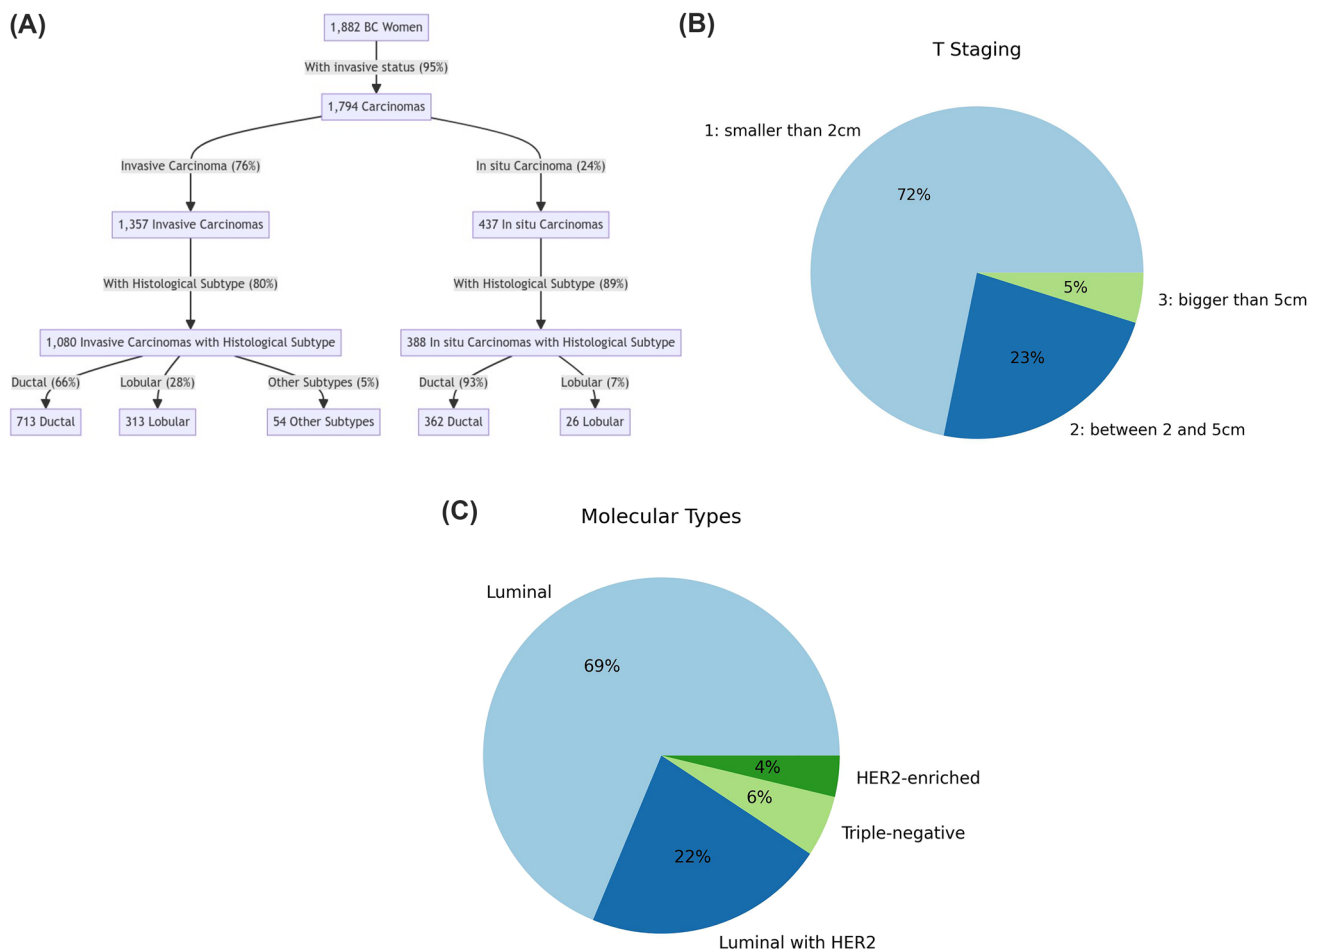 (A)
1,882 BC Women
With invasive status (95%)
1,794 Carcinomas
Invasive Carcinoma (76%)
In situ Carcinoma (24%)
1,357 Invasive Carcinomas
437 In situ Carcinomas
With Histological Subtype (80%)
With Histological Subtype (89%)
1,080 Invasive Carcinomas with Histological Subtype
388 In situ Carcinomas with Histological Subtype
Ductal (66%)
Lobular (28%)
Other Subtypes (5%)
Ductal (93%)
Lobular (7%)
713 Ductal
313 Lobular
54 Other Subtypes
362 Ductal
26 Lobular
(B)
T Staging
1: smaller than 2cm
72%
5%
3: bigger than 5cm
23%
2: between 2 and 5cm
(C)
Molecular Types
Luminal
69%
4%
HER2-enriched
6%
Triple-negative
22%
Luminal with HER2